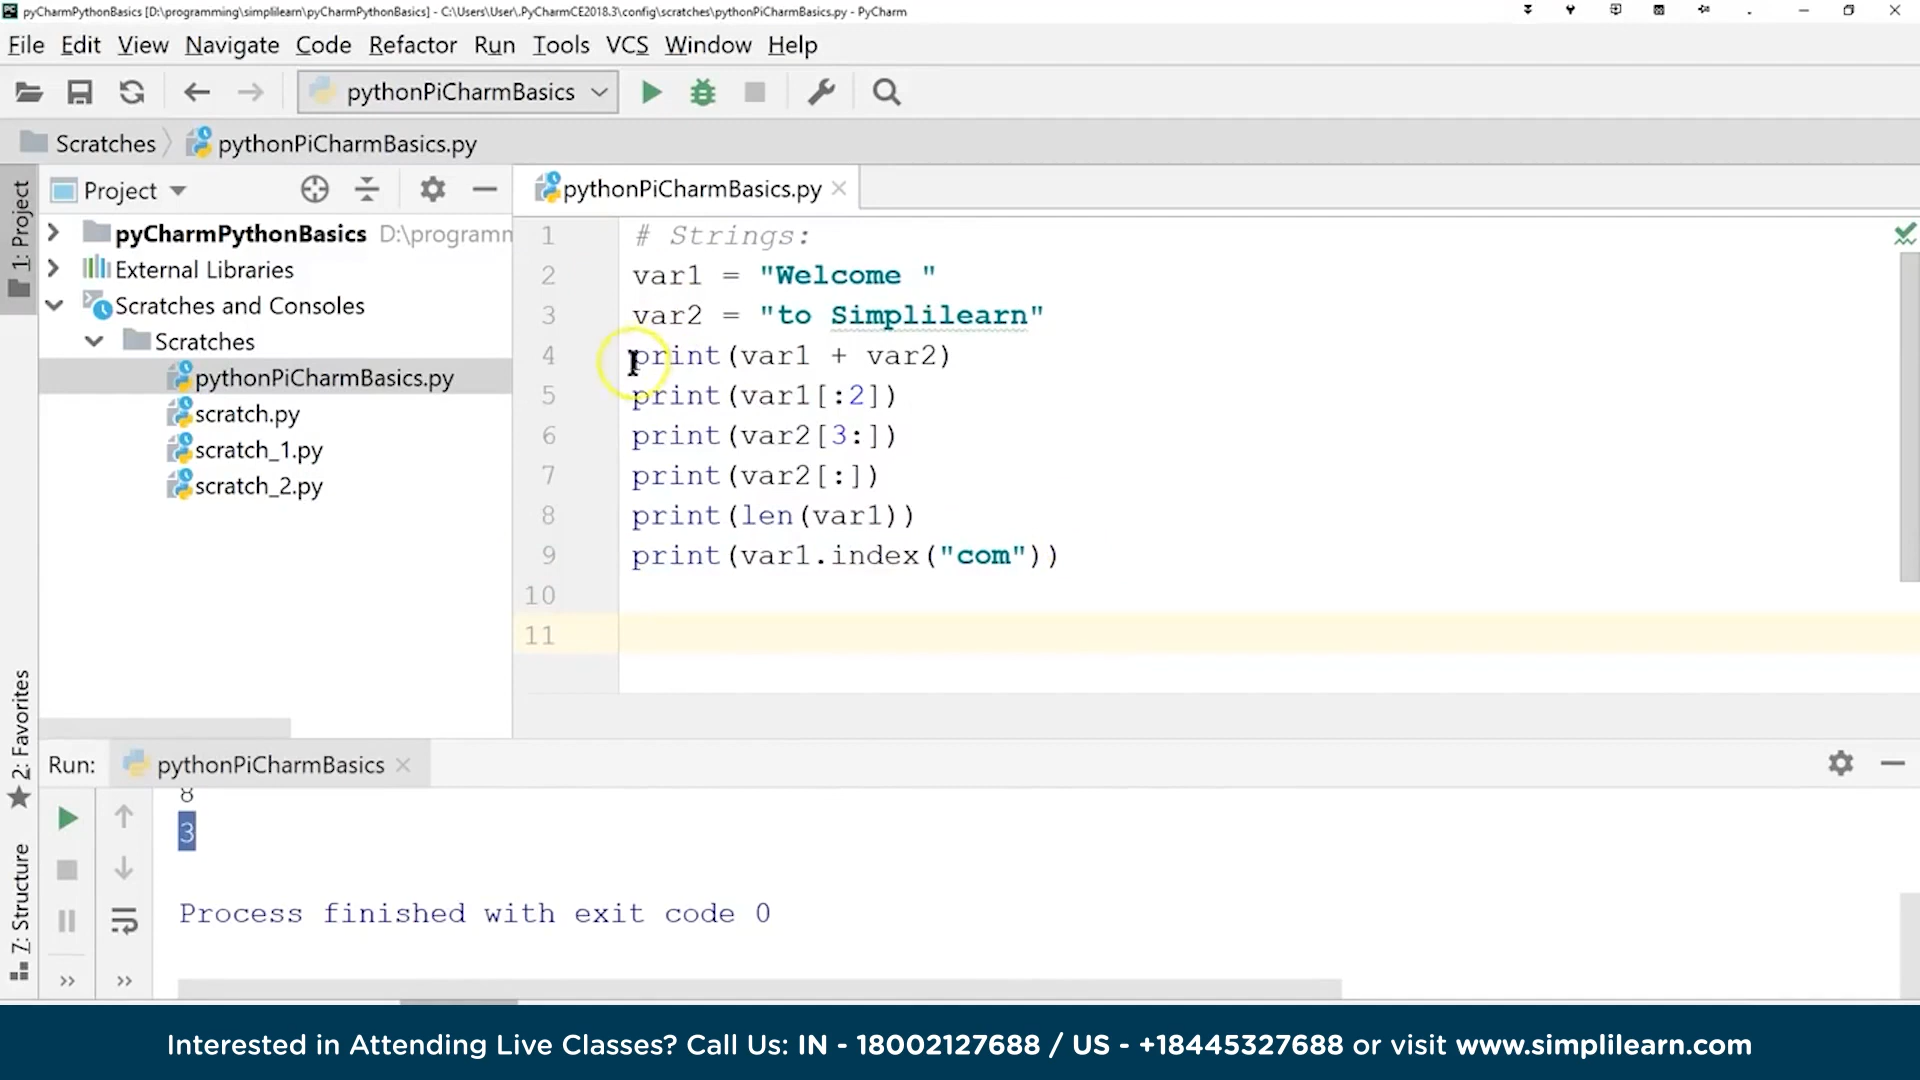 pyCharmPythonBasics [D:\programming\simplilearn\pyCharmPythonBasics] - C:\Users\User\.PyCharmCE2018.3\config\scratches\pythonPiCharmBasics.py - PyCharm
File Edit View Navigate Code Refactor Run Tools VCS Window Help
pythonPiCharmBasics
Scratches pythonPiCharmBasics.py
1: Project
Project
pyCharmPythonBasics D:\programm
External Libraries
Scratches and Consoles
Scratches
pythonPiCharmBasics.py
scratch.py
scratch_1.py
scratch_2.py
pythonPiCharmBasics.py
1 # Strings:
2 var1 = "Welcome "
3 var2 = "to Simplilearn"
4 print(var1 + var2)
5 print(var1[:2])
6 print(var2[3:])
7 print(var2[:])
8 print(len(var1))
9 print(var1.index("com"))
10
11
2: Favorites
Z: Structure
Run: pythonPiCharmBasics
8
3
Process finished with exit code 0
Interested in Attending Live Classes? Call Us: IN - 18002127688 / US - +18445327688 or visit www.simplilearn.com